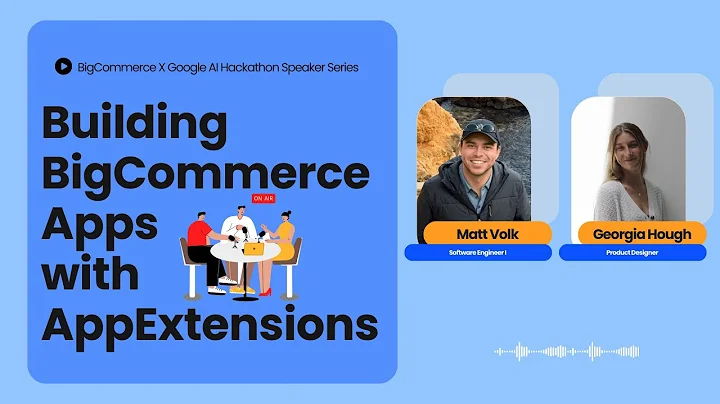 BigCommerce X Google AI Hackathon Speaker Series
Building
BigCommerce
Apps
with
AppExtensions
ON AIR
Matt Volk
Software Engineer I
Georgia Hough
Product Designer